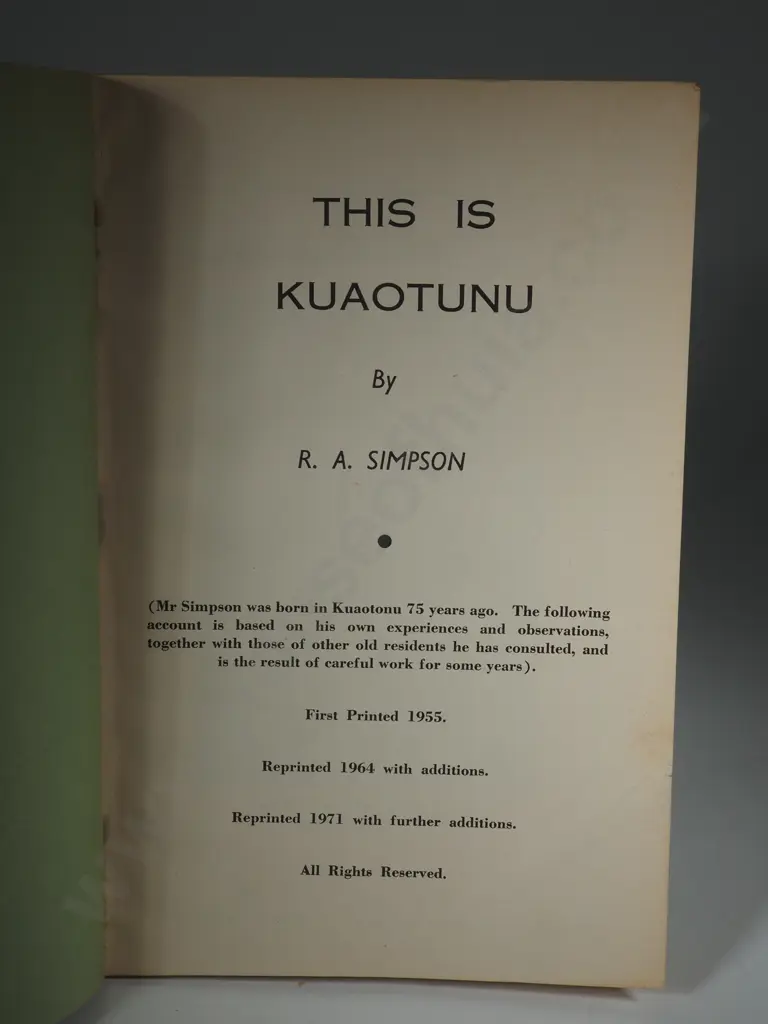 THIS IS
KUAOTUNU
By
R. A. SIMPSON
(Mr Simpson was born in Kuaotonu 75 years ago. The following
account is based on his own experiences and observations,
together with those of other old residents he has consulted, and
is the result of careful work for some years).
First Printed 1955.
Reprinted 1964 with additions.
Reprinted 1971 with further additions.
All Rights Reserved.